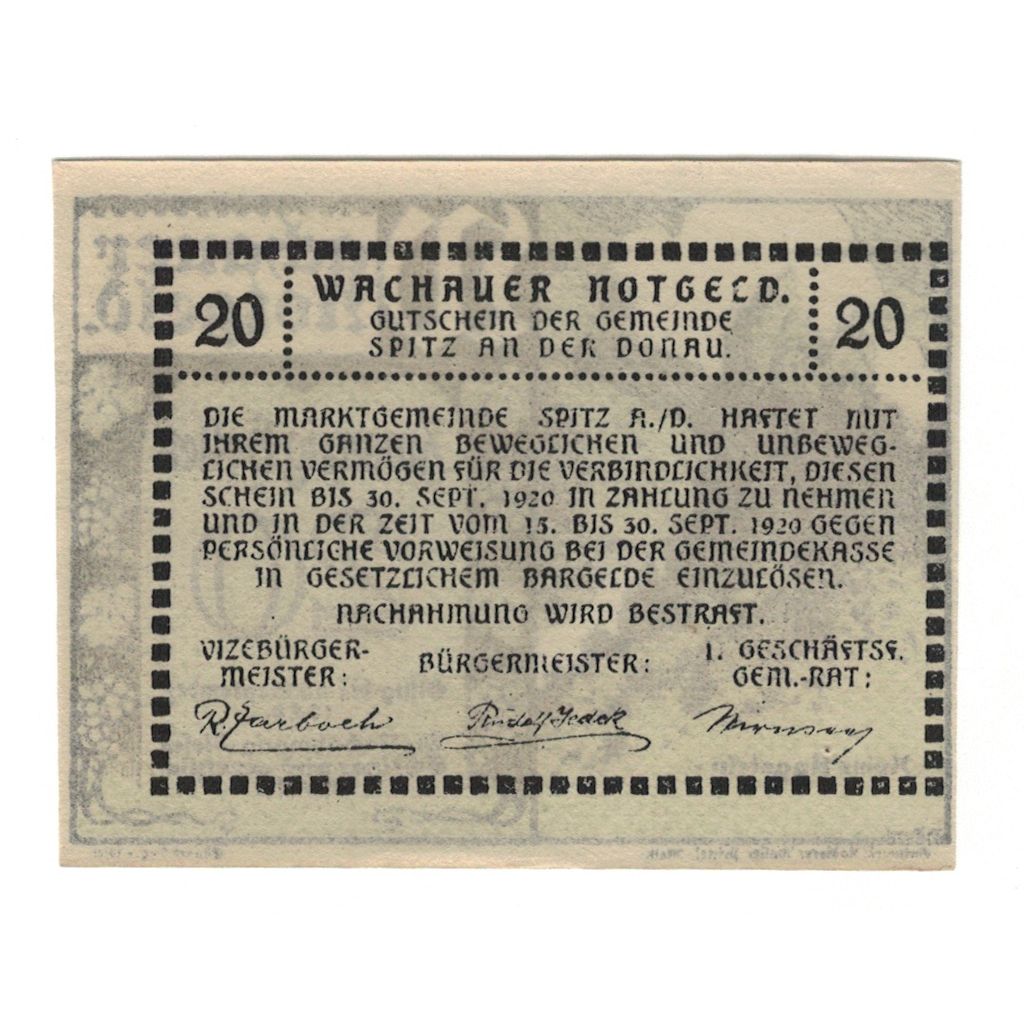 20 WACHAUER NOTGELD. 20
GUTSCHEIN DER GEMEINDE
SPITZ AN DER DONAU.
DIE MARKTGEMEINDE SPITZ A./D. HAFTET MIT
IHREM GANZEN BEWEGLICHEN UND UNBEWEG-
LICHEN VERMÖGEN FÜR DIE VERBINDLICHKEIT, DIESEN
SCHEIN BIS 30. SEPT. 1920 IN ZAHLUNG ZU NEHMEN
UND IN DER ZEIT VOM 15. BIS 30. SEPT. 1920 GEGEN
PERSÖNLICHE VORWEISUNG BEI DER GEMEINDEKASSE
IN GESETZLICHEM BARGELDE EINZULÖSEN.
NACHAHMUNG WIRD BESTRAFT.
VIZEBÜRGER-
MEISTER:
BÜRGERMEISTER:
1. GESCHÄFTSF.
GEM.-RAT:
Rudolf